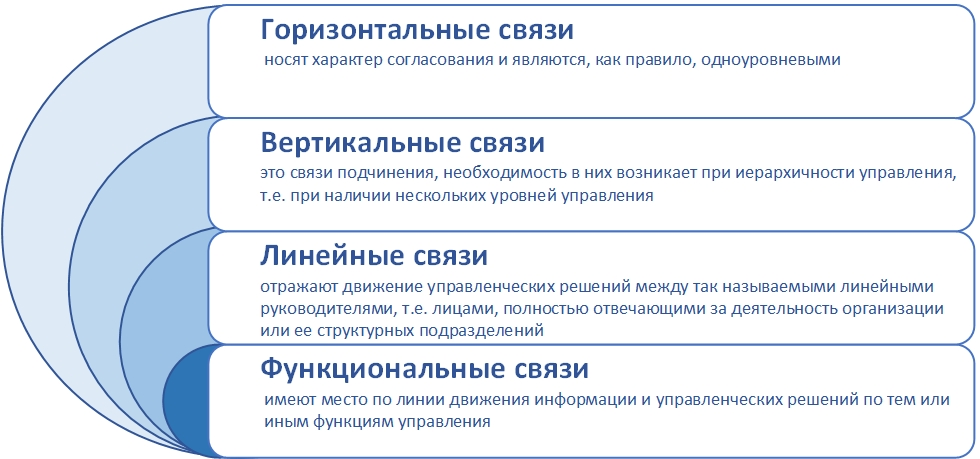 Горизонтальные связи
носят характер согласования и являются, как правило, одноуровневыми
Вертикальные связи
это связи подчинения, необходимость в них возникает при иерархичности управления,
т.е. при наличии нескольких уровней управления
Линейные связи
отражают движение управленческих решений между так называемыми линейными
руководителями, т.е. лицами, полностью отвечающими за деятельность организации
или ее структурных подразделений
Функциональные связи
имеют место по линии движения информации и управленческих решений по тем или
иным функциям управления